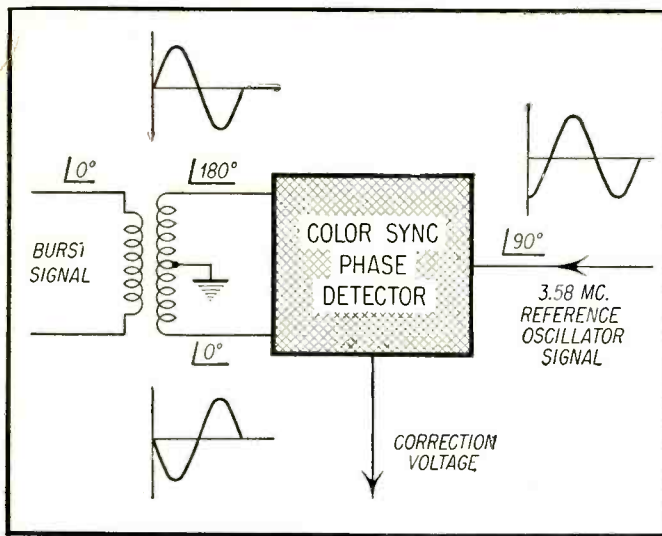 ∠0°
∠180°
BURST
SIGNAL
∠0°
COLOR SYNC
PHASE
DETECTOR
∠90°
3.58 MC.
REFERENCE
OSCILLATOR
SIGNAL
CORRECTION
VOLTAGE